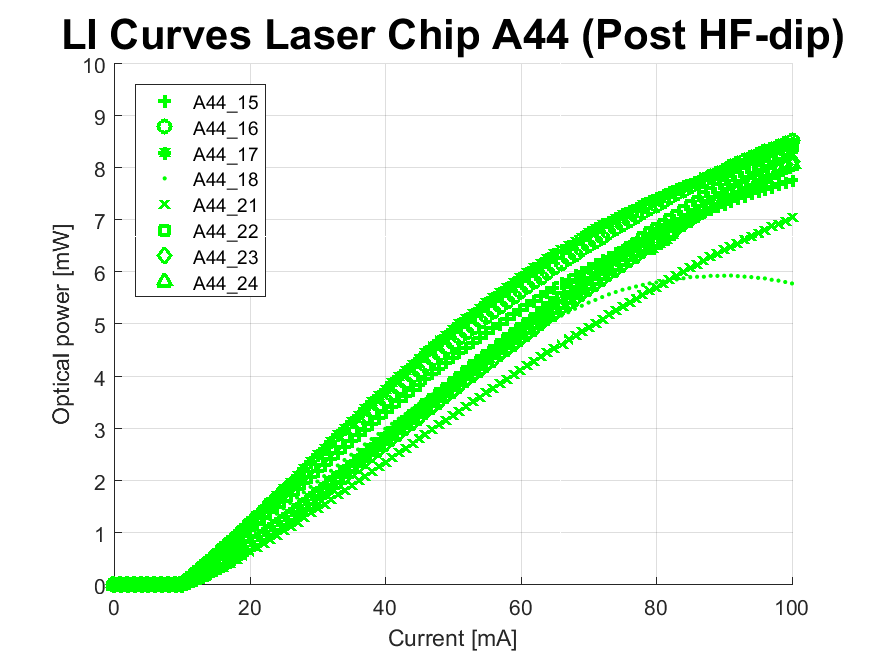 LI Curves Laser Chip A44 (Post HF-dip)
10
9
8
7
6
5
4
3
2
1
0
A44_15
A44_16
A44_17
A44_18
A44_21
A44_22
A44_23
A44_24
Optical power [mW]
0 20 40 60 80 100
Current [mA]